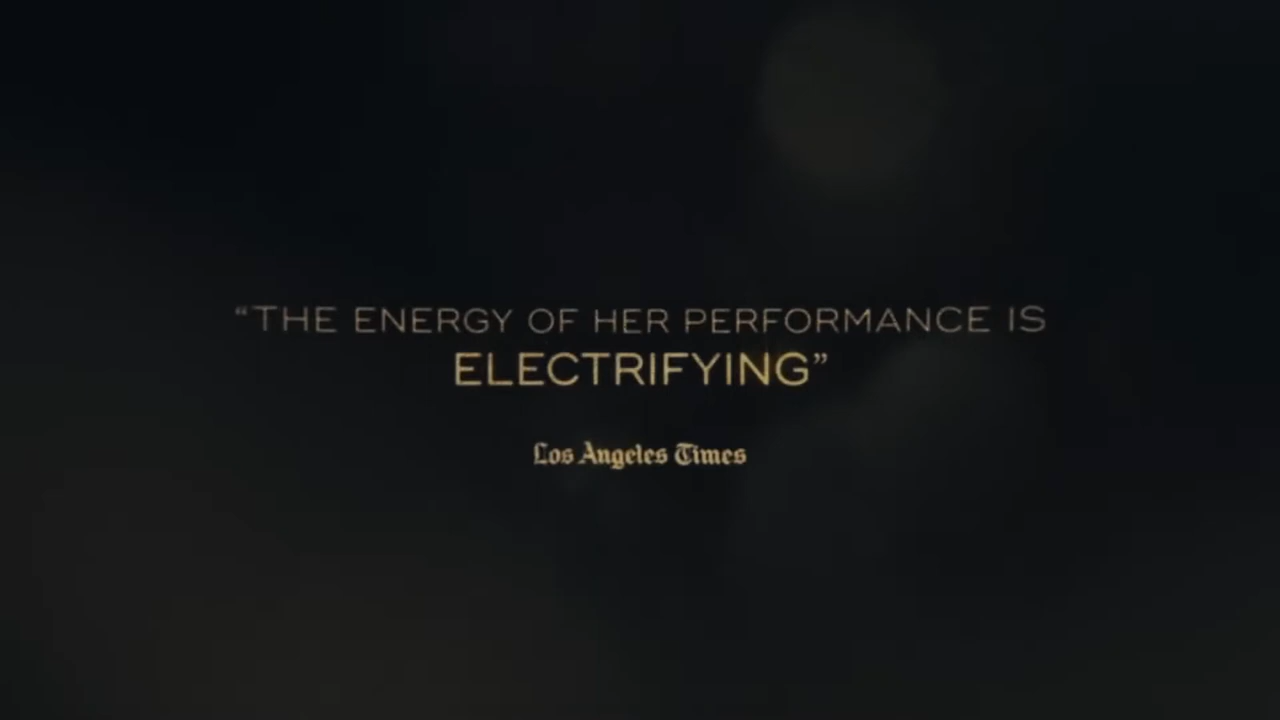 “THE ENERGY OF HER PERFORMANCE IS
ELECTRIFYING”
Los Angeles Times